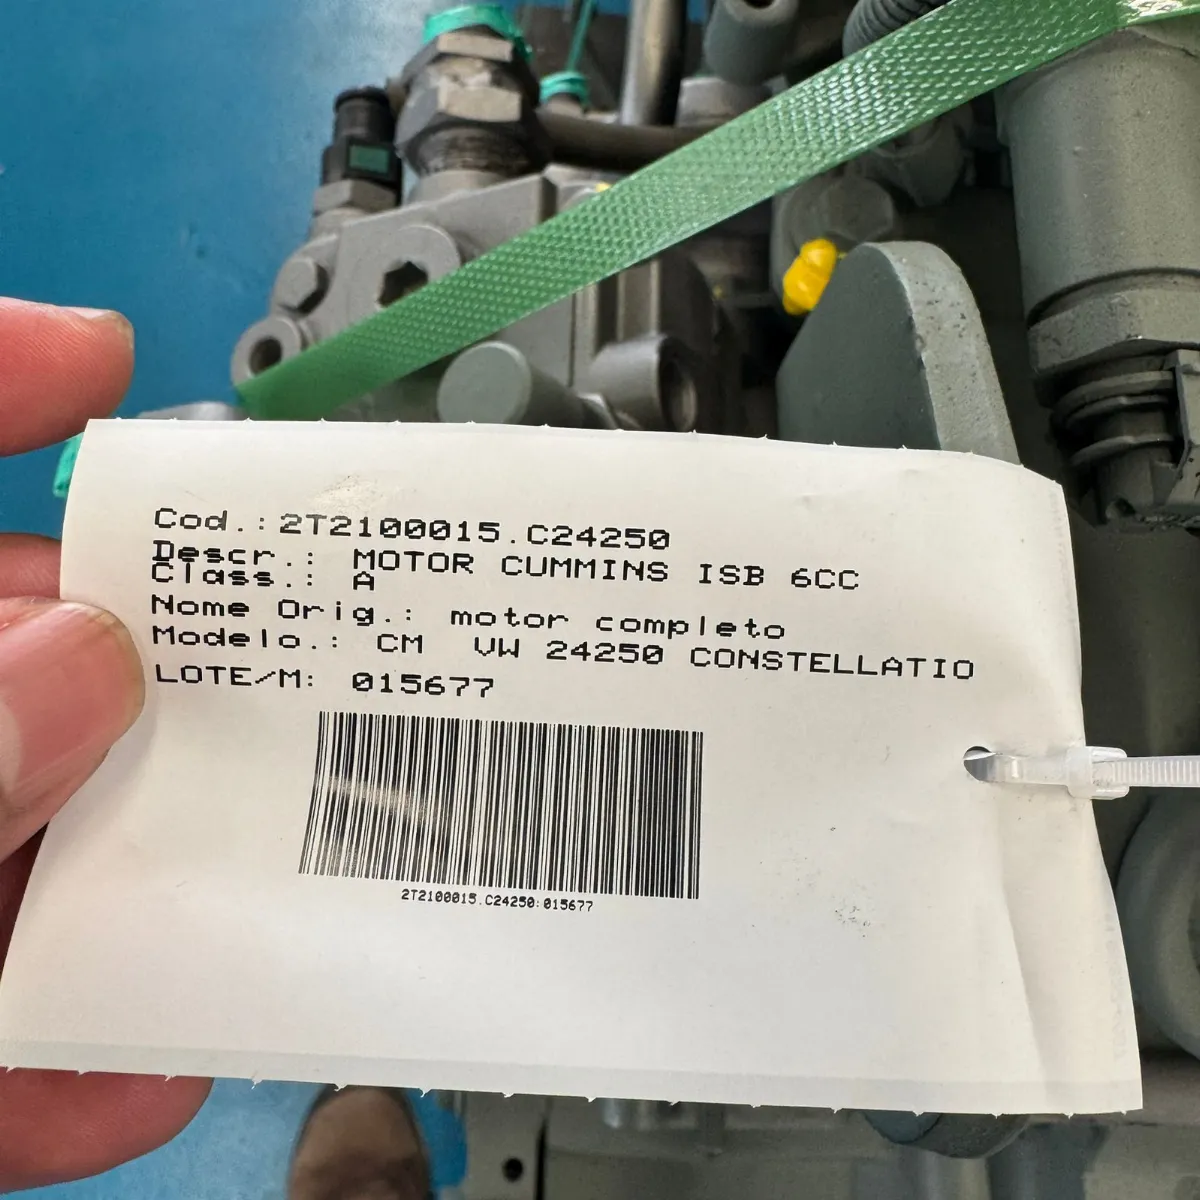 Cod.: 2T2100015.C24250
Descr.: MOTOR CUMMINS ISB 6CC
Class.: A
Nome Orig.: motor completo
Modelo.: CM VW 24250 CONSTELLATIO
LOTE/M: 015677
2T2100015.C24250:015677